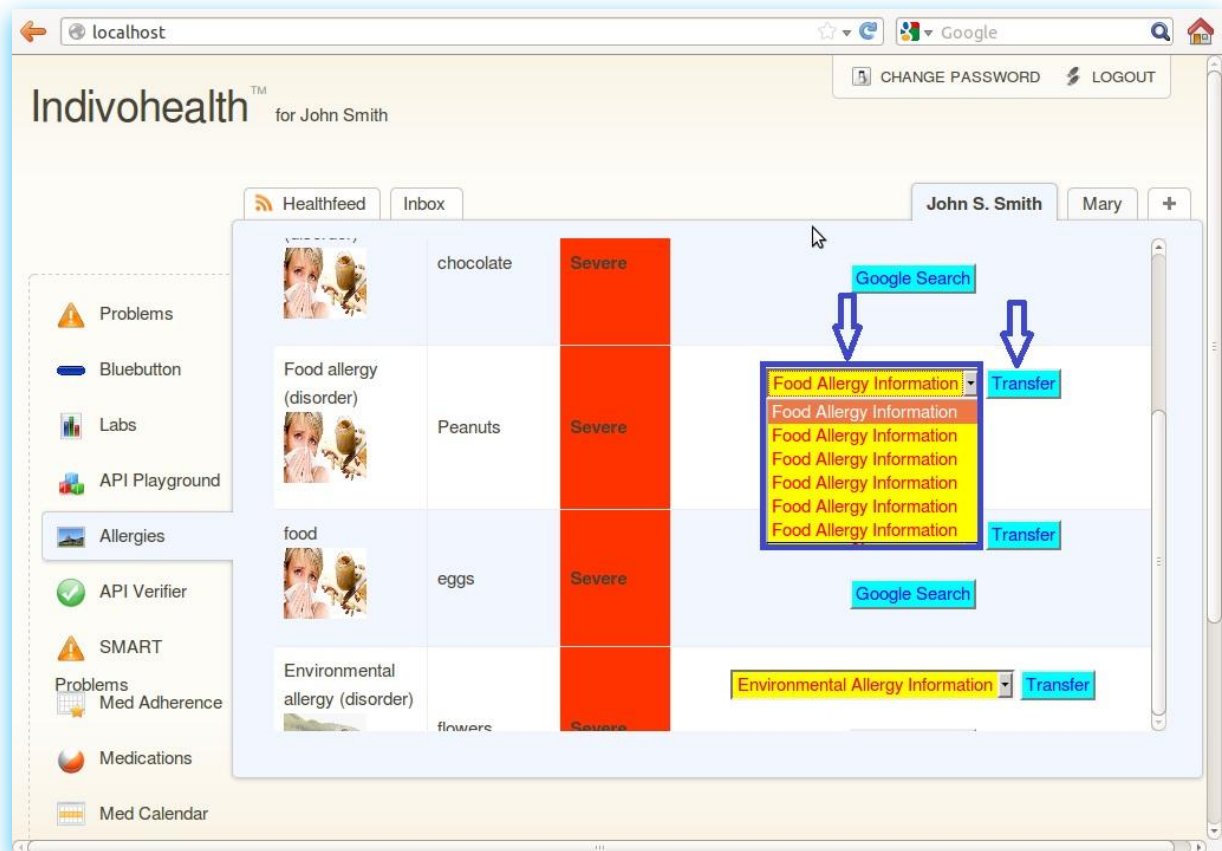 localhost
Google
CHANGE PASSWORD
LOGOUT
Indivohealth™ for John Smith
Healthfeed
Inbox
John S. Smith
Mary
+
Problems
Bluebutton
Labs
API Playground
Allergies
API Verifier
SMART
Problems
Med Adherence
Medications
Med Calendar
(disorder)
chocolate
Severe
Google Search
Food allergy
(disorder)
Peanuts
Severe
Food Allergy Information
Transfer
Food Allergy Information
Food Allergy Information
Food Allergy Information
Food Allergy Information
Food Allergy Information
Food Allergy Information
food
eggs
Severe
Transfer
Google Search
Environmental
allergy (disorder)
flowers
Severe
Environmental Allergy Information
Transfer